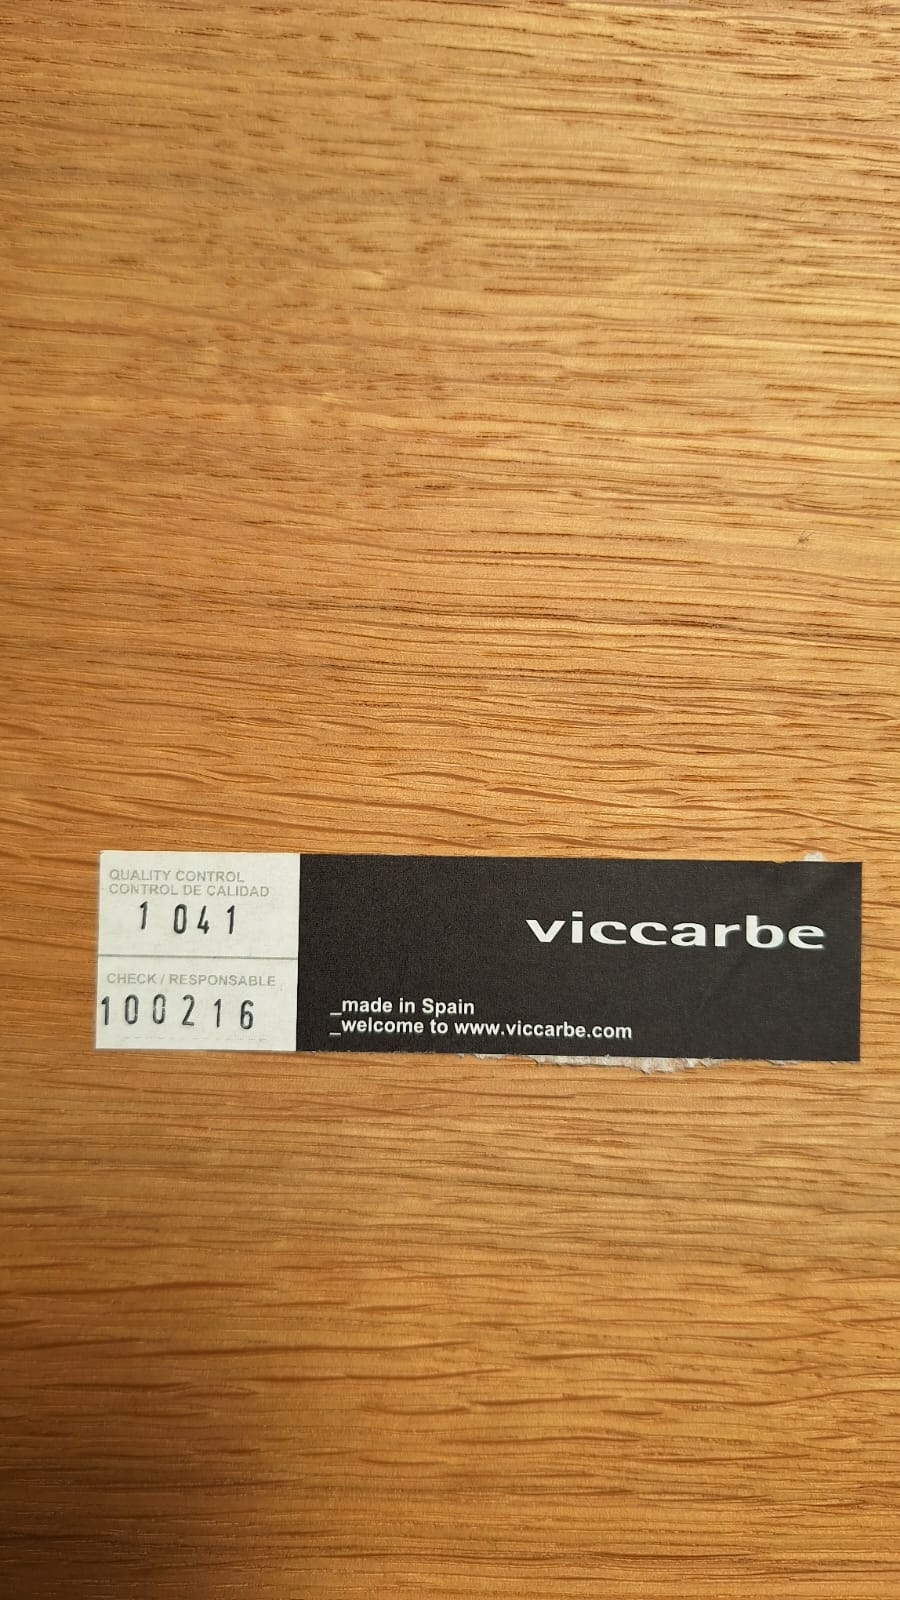 QUALITY CONTROL
CONTROL DE CALIDAD
1 041
CHECK / RESPONSABLE
100216
viccarbe
_made in Spain
_welcome to www.viccarbe.com